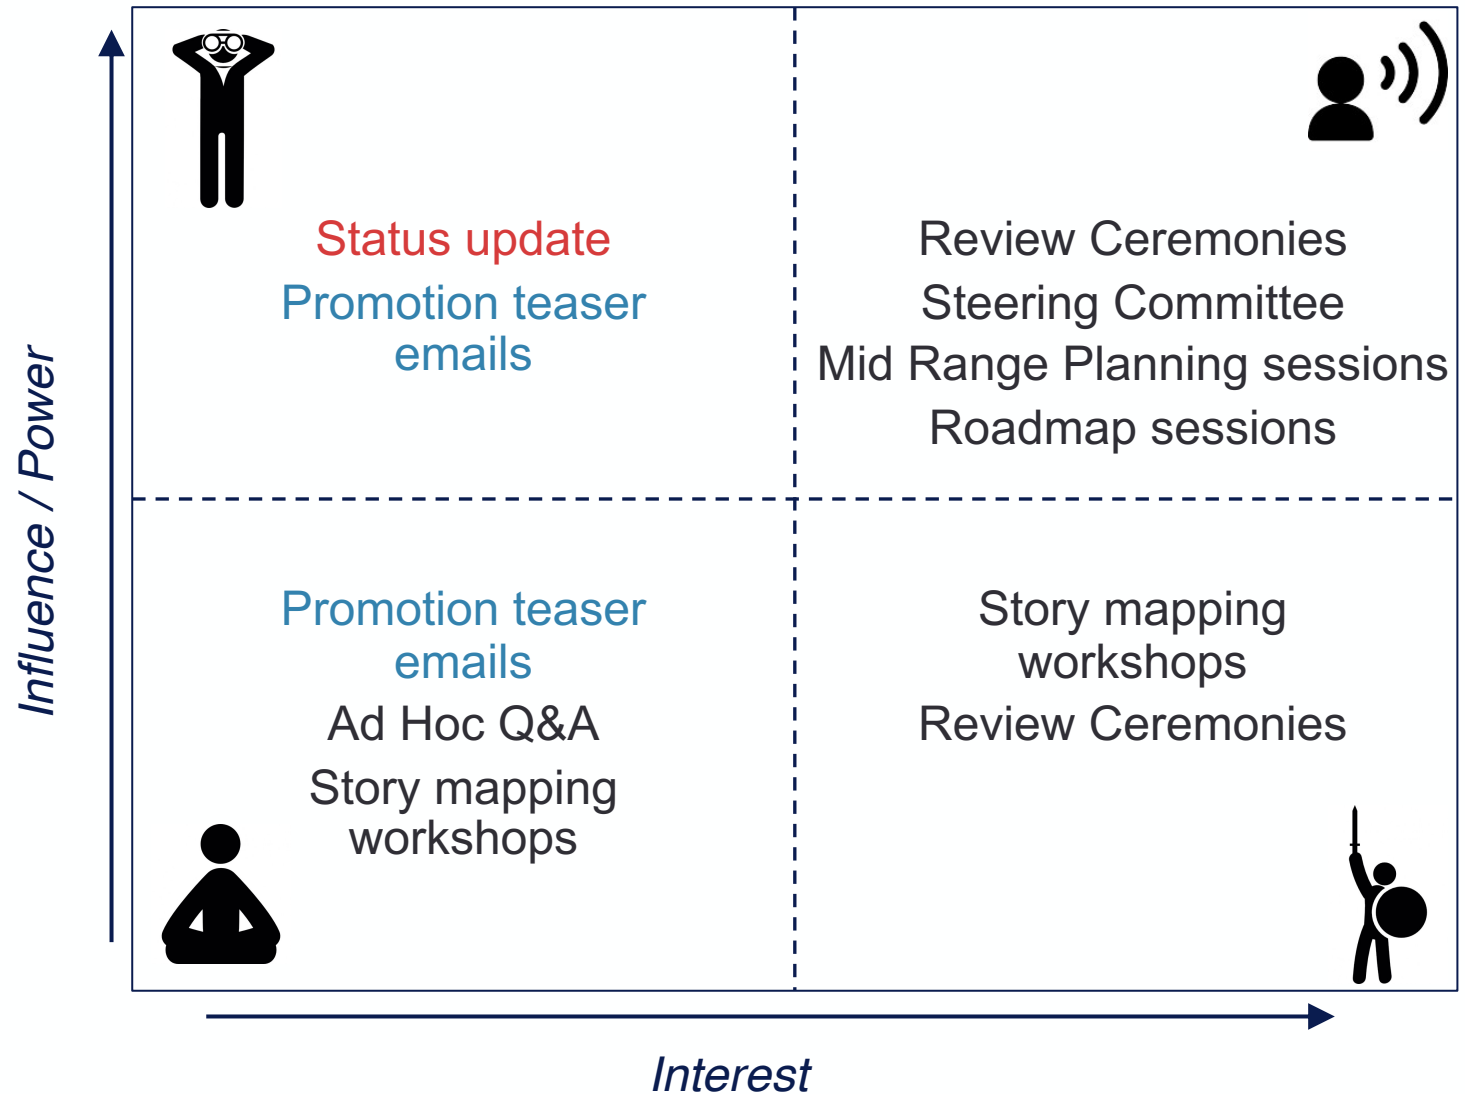 Influence / Power
Status update
Promotion teaser
emails
Review Ceremonies
Steering Committee
Mid Range Planning sessions
Roadmap sessions
Promotion teaser
emails
Ad Hoc Q&A
Story mapping
workshops
Story mapping
workshops
Review Ceremonies
Interest